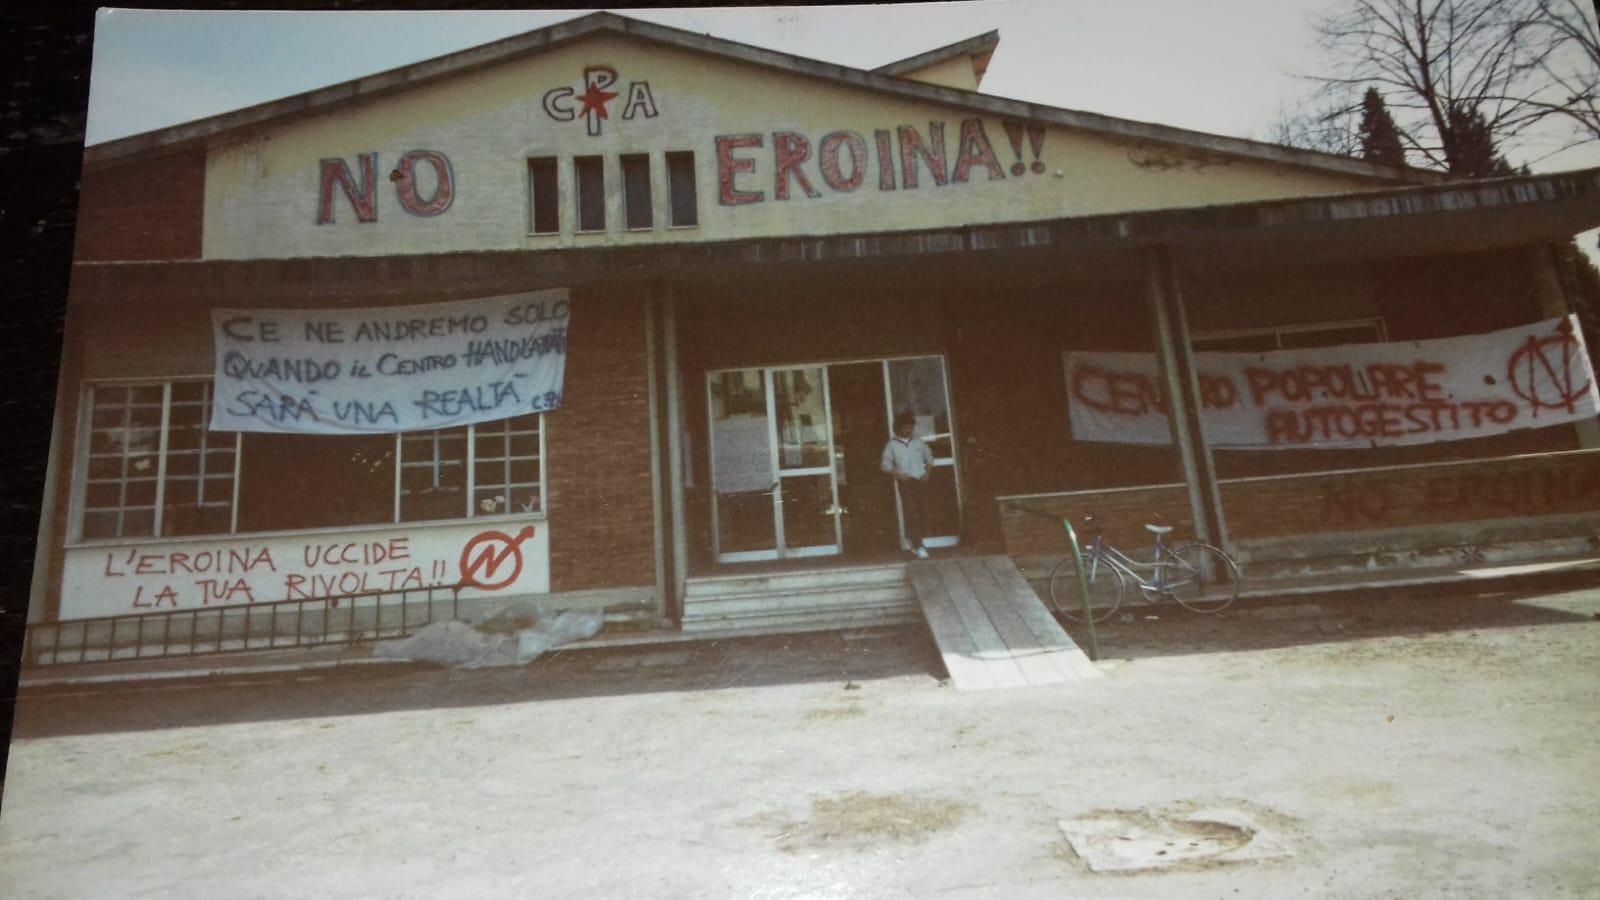 CPA
NO EROINA!!
CE NE ANDREMO SOLO
QUANDO IL CENTRO HANDICAPPATI
SARÀ UNA REALTÀ
CENTRO POPOLARE
AUTOGESTITO
L'EROINA UCCIDE
LA TUA RIVOLTA!!
NO EROINA